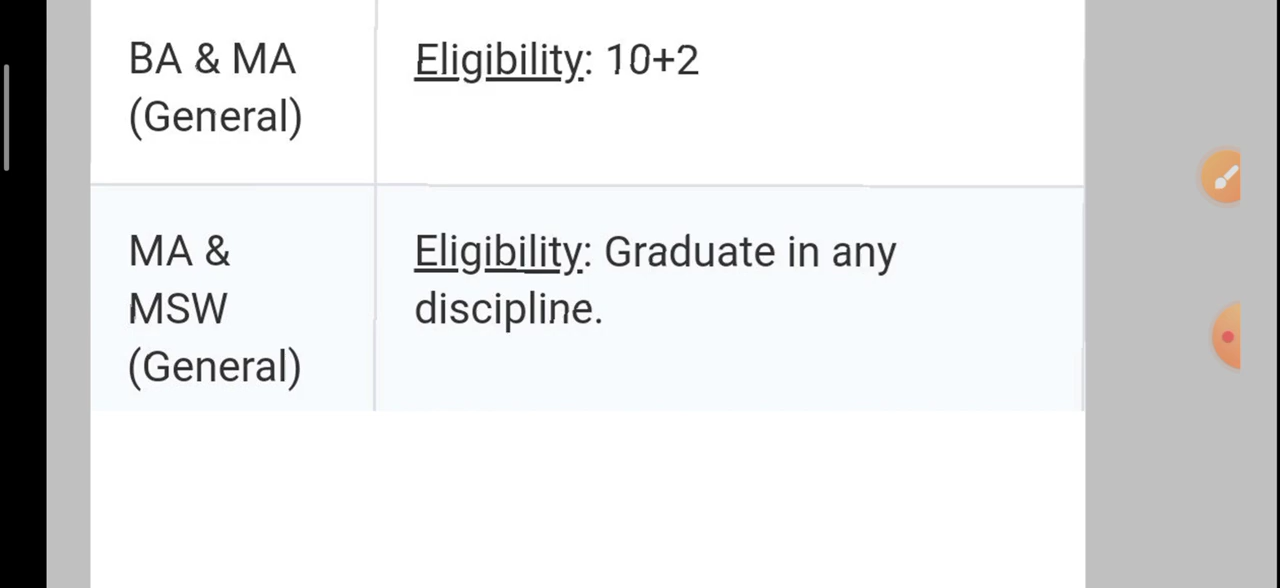 BA & MA
(General)
Eligibility: 10+2
MA &
MSW
(General)
Eligibility: Graduate in any
discipline.